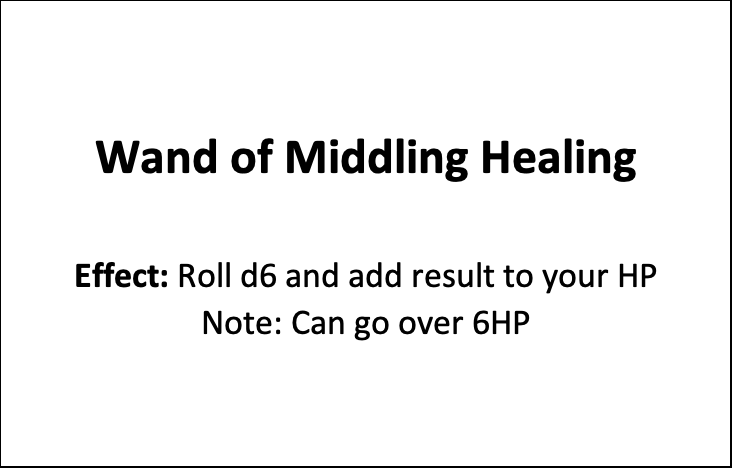 Wand of Middling Healing
Effect: Roll d6 and add result to your HP
Note: Can go over 6HP